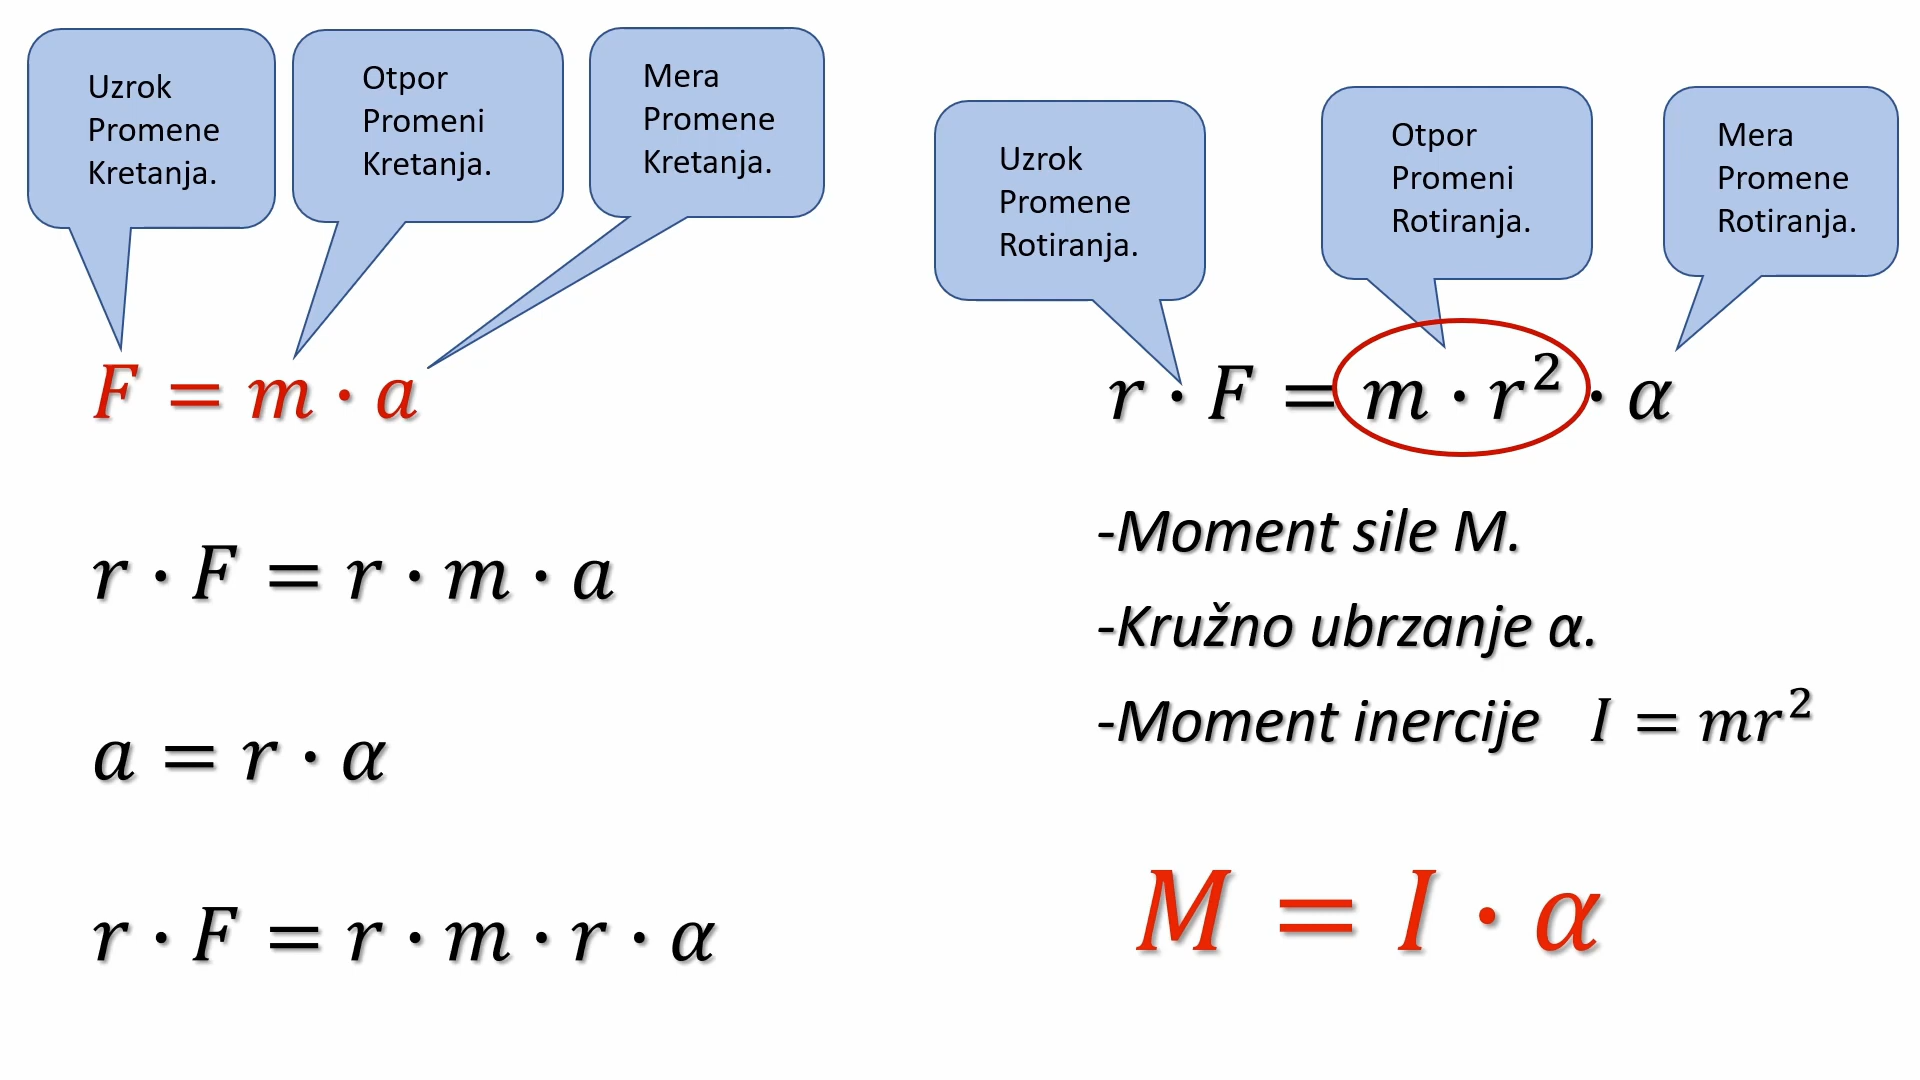 Uzrok
Promene
Kretanja.
Otpor
Promeni
Kretanja.
Mera
Promene
Kretanja.
F = m · a
r · F = r · m · a
a = r · α
r · F = r · m · r · α
Uzrok
Promene
Rotiranja.
Otpor
Promeni
Rotiranja.
Mera
Promene
Rotiranja.
r · F = m · r² · α
-Moment sile M.
-Kružno ubrzanje α.
-Moment inercije I = mr²
M = I · α